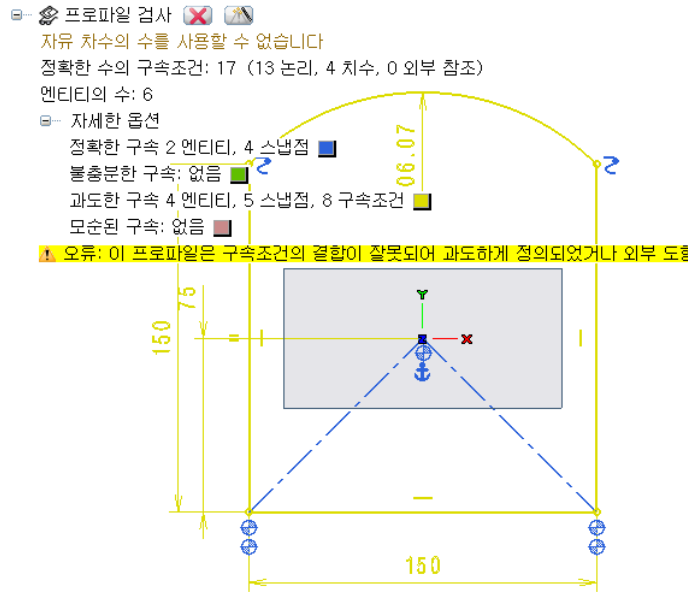 프로파일 검사
자유 차수의 수를 사용할 수 없습니다
정확한 수의 구속조건: 17 (13 논리, 4 치수, 0 외부 참조)
엔티티의 수: 6
자세한 옵션
정확한 구속 2 엔티티, 4 스냅점
불충분한 구속: 없음
과도한 구속 4 엔티티, 5 스냅점, 8 구속조건
모순된 구속: 없음
오류: 이 프로파일은 구속조건의 결합이 잘못되어 과도하게 정의되었거나 외부 도형
06.07
75
150
Y
X
150